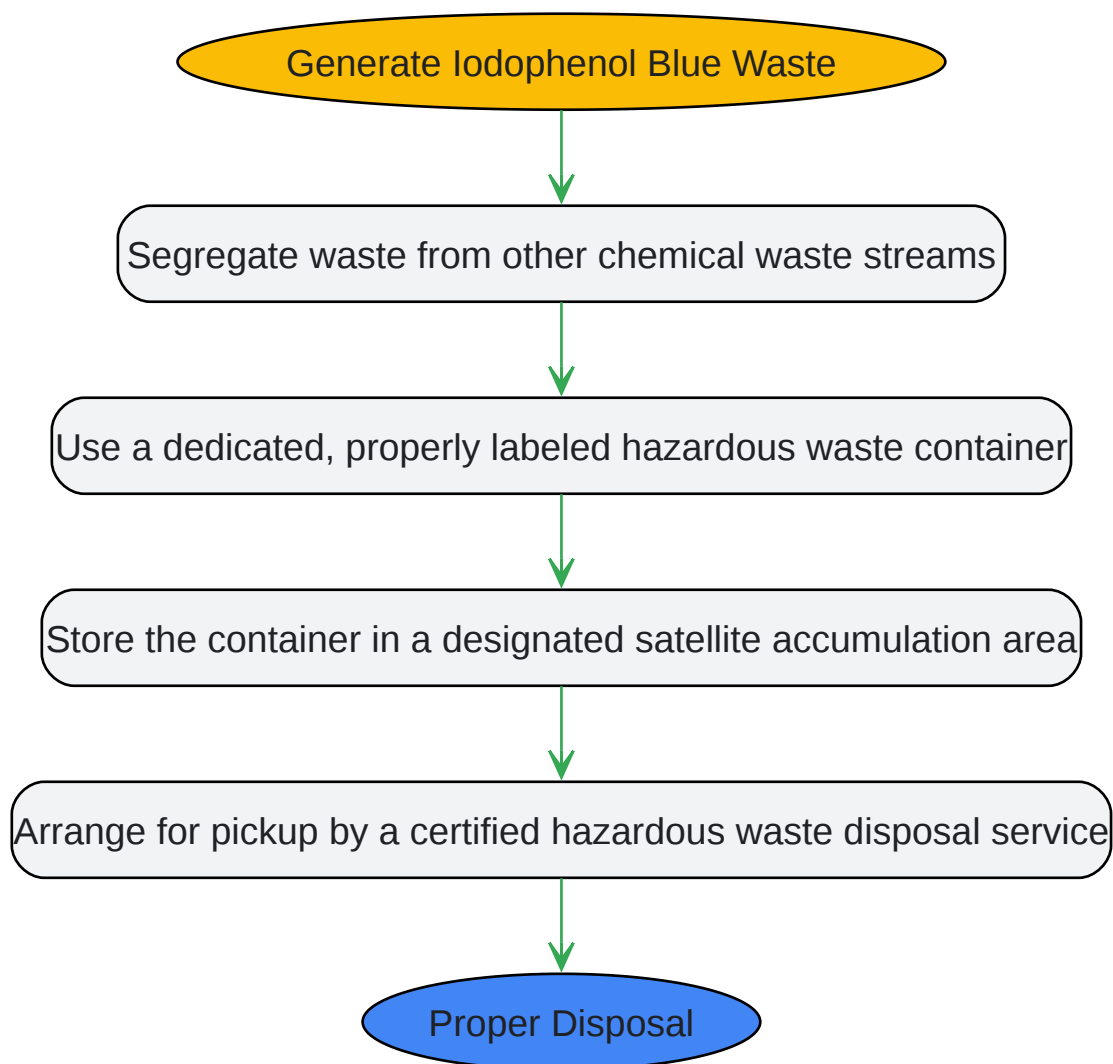 Generate Iodophenol Blue Waste
Segregate waste from other chemical waste streams
Use a dedicated, properly labeled hazardous waste container
Store the container in a designated satellite accumulation area
Arrange for pickup by a certified hazardous waste disposal service
Proper Disposal